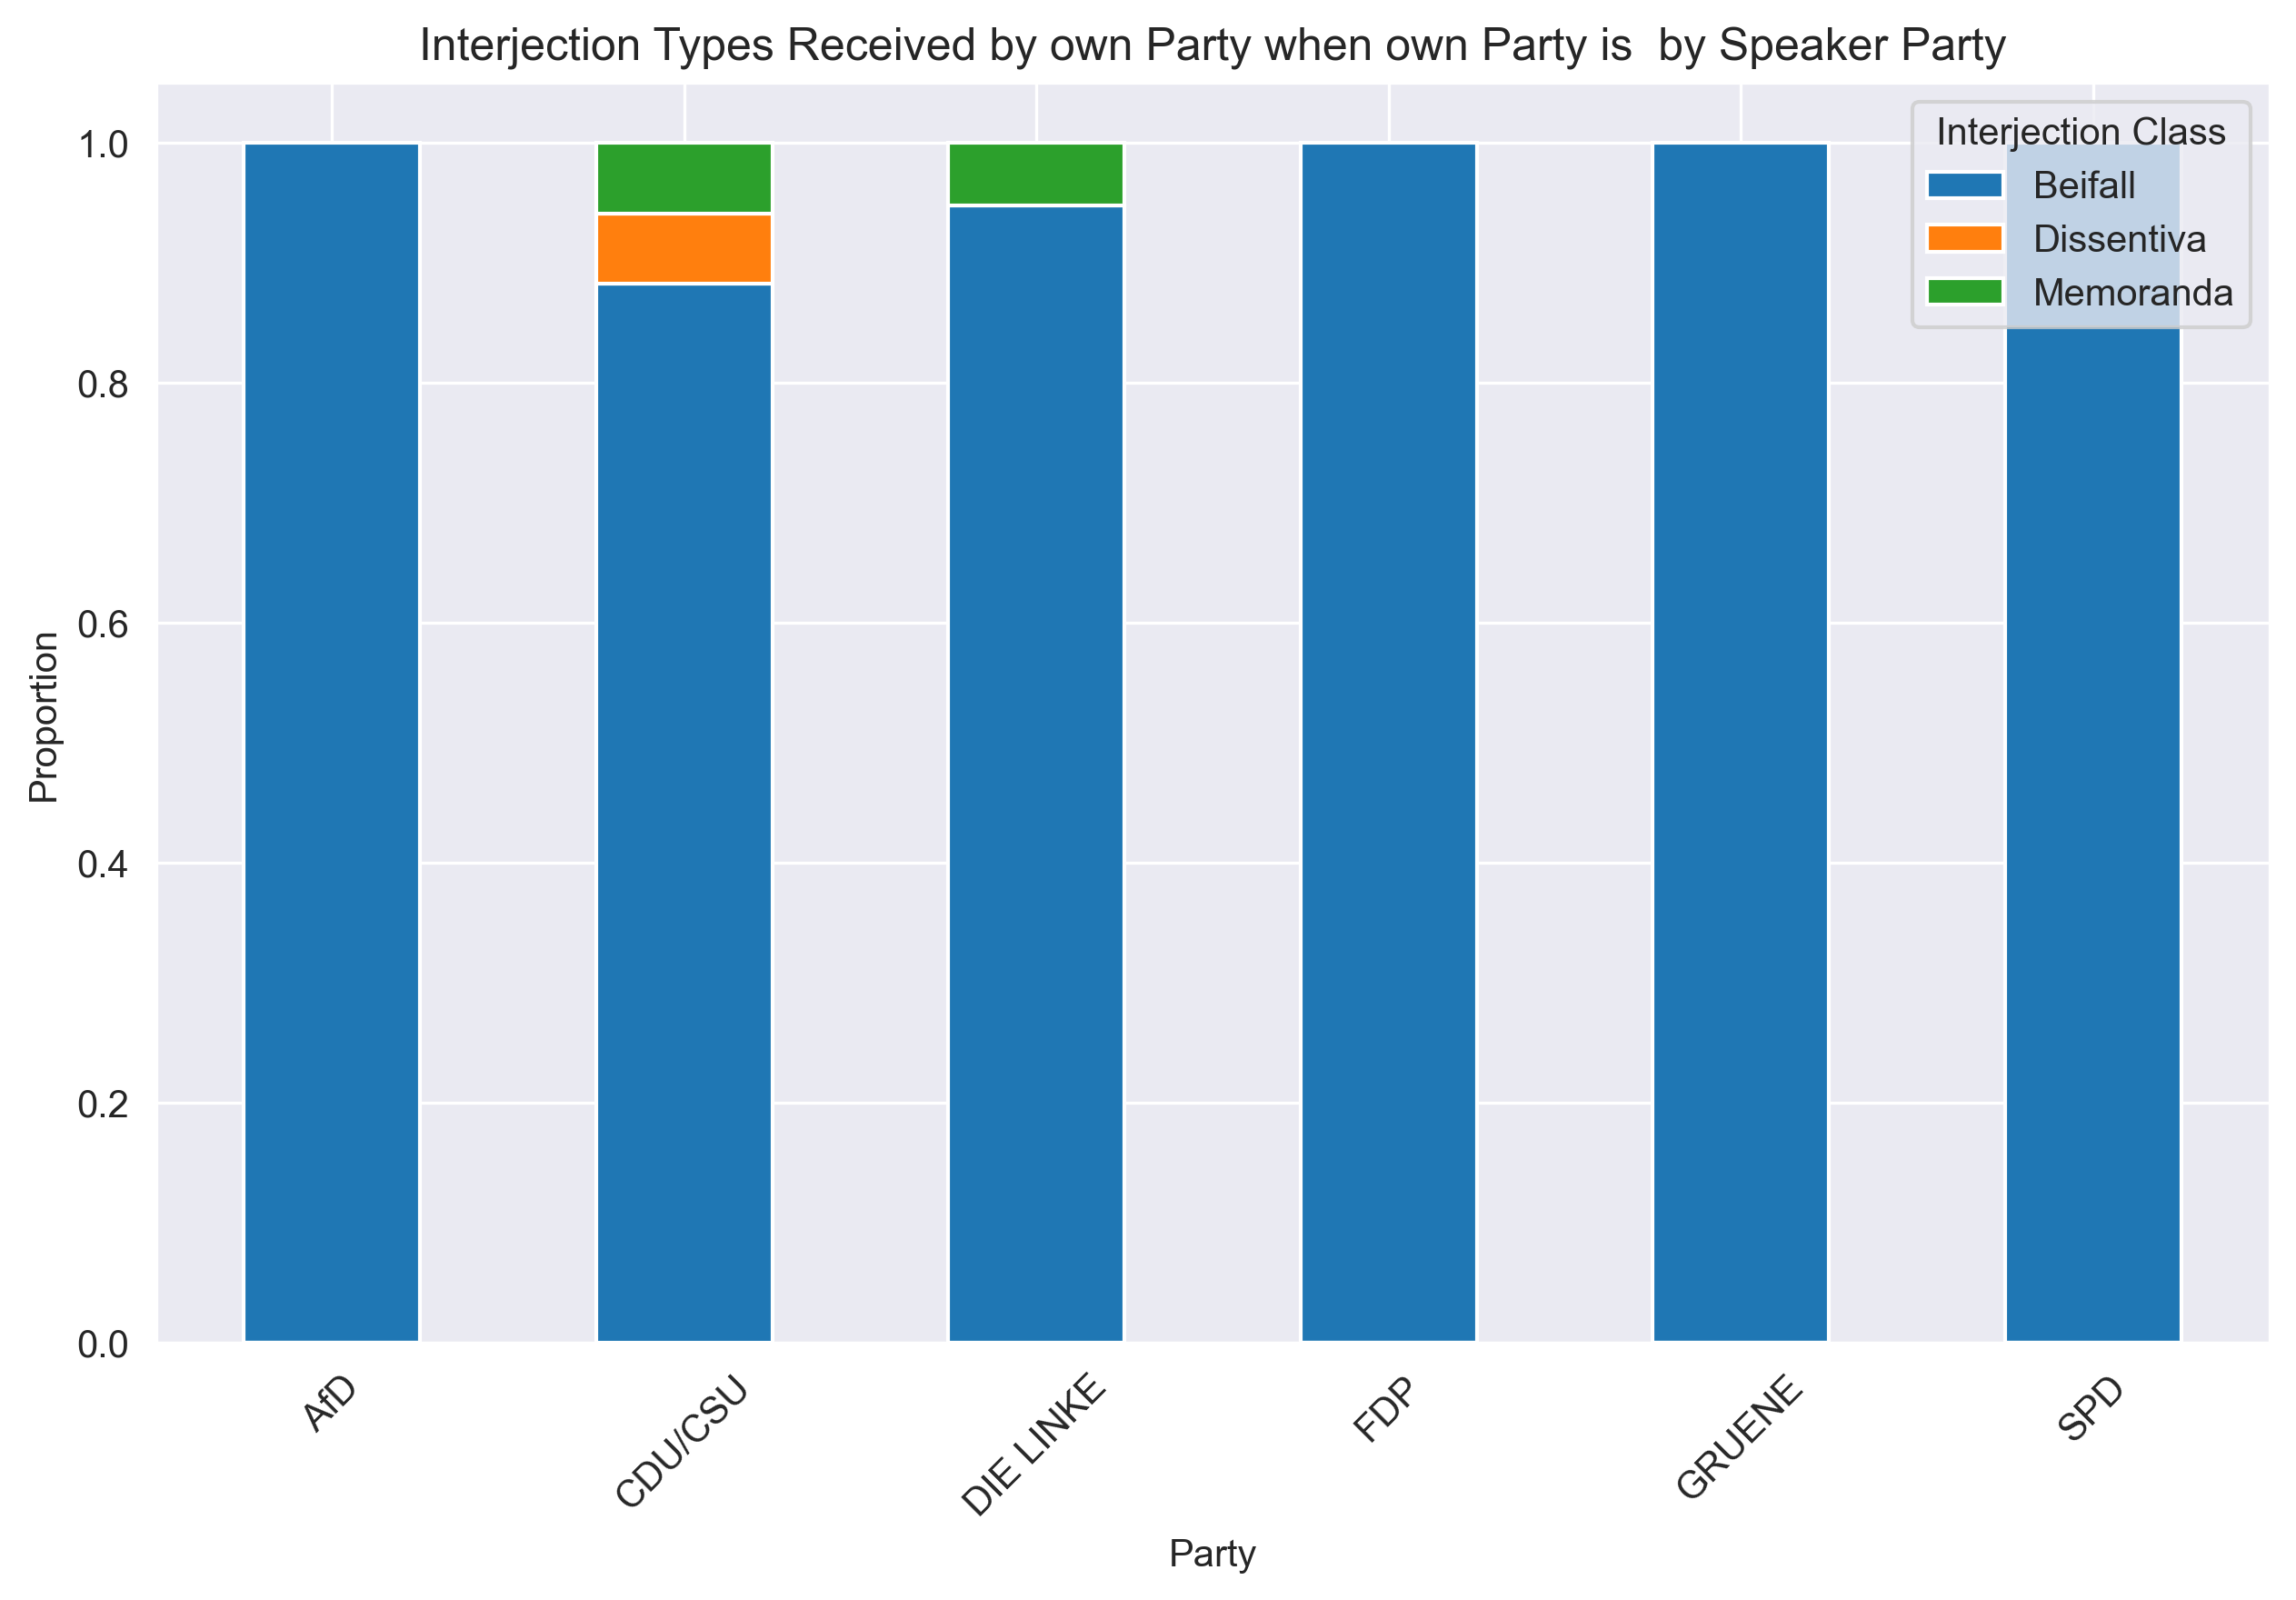 Interjection Types Received by own Party when own Party is  by Speaker Party
Interjection Class
Beifall
Dissentiva
Memoranda
1.0
0.8
0.6
0.4
0.2
0.0
Proportion
AfD
CDU/CSU
DIE LINKE
FDP
GRUENE
SPD
Party